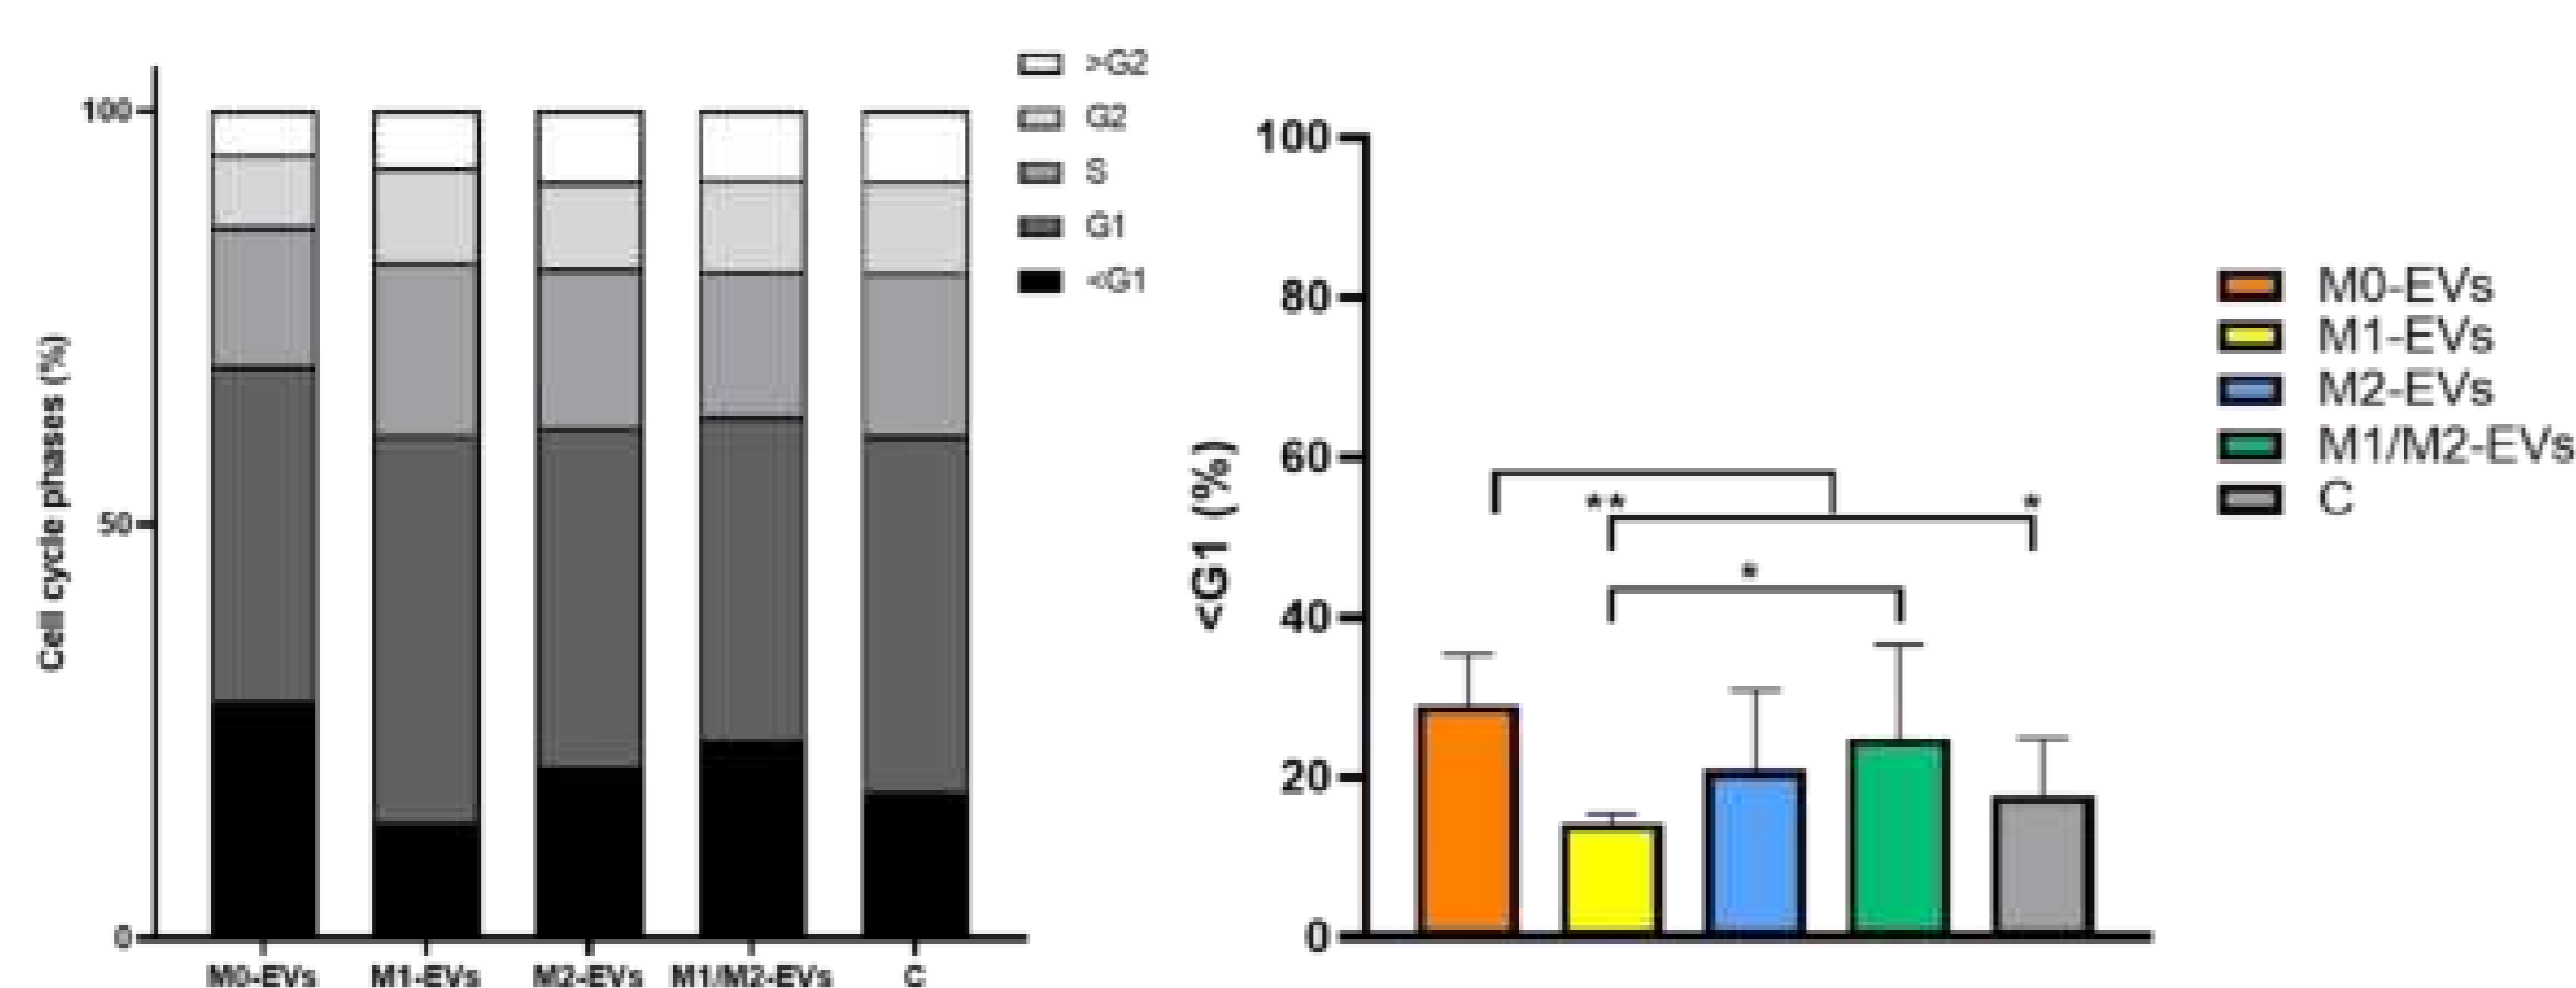 >G2
G2
S
G1
<G1
Cell cycle phases (%)
100
50
0
M0-EVs
M1-EVs
M2-EVs
M1/M2-EVs
C
<G1 (%)
100
80
60
40
20
0
**
*
*
M0-EVs
M1-EVs
M2-EVs
M1/M2-EVs
C